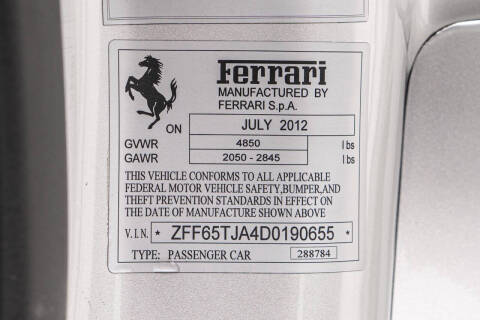 Ferrari
MANUFACTURED BY
FERRARI S.p.A.
ON JULY 2012
GVWR 4850 lbs
GAWR 2050 - 2845 lbs
THIS VEHICLE CONFORMS TO ALL APPLICABLE
FEDERAL MOTOR VEHICLE SAFETY,BUMPER,AND
THEFT PREVENTION STANDARDS IN EFFECT ON
THE DATE OF MANUFACTURE SHOWN ABOVE
V.I.N. * ZFF65TJA4D0190655 *
TYPE: PASSENGER CAR 288784